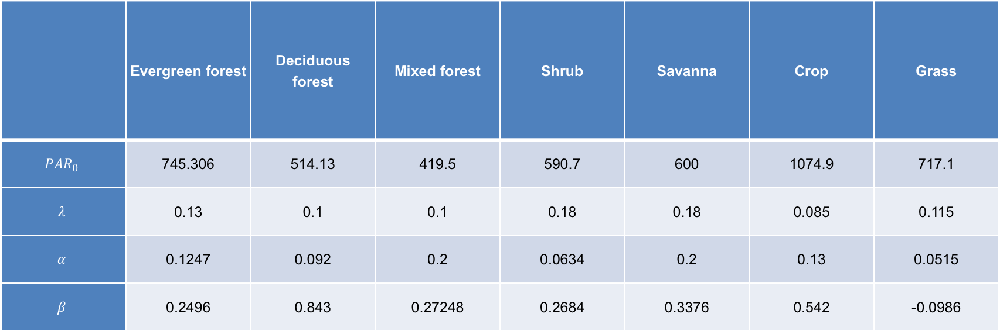 Evergreen forest Deciduous forest Mixed forest Shrub Savanna Crop Grass
PAR₀ 745.306 514.13 419.5 590.7 600 1074.9 717.1
λ 0.13 0.1 0.1 0.18 0.18 0.085 0.115
α 0.1247 0.092 0.2 0.0634 0.2 0.13 0.0515
β 0.2496 0.843 0.27248 0.2684 0.3376 0.542 -0.0986